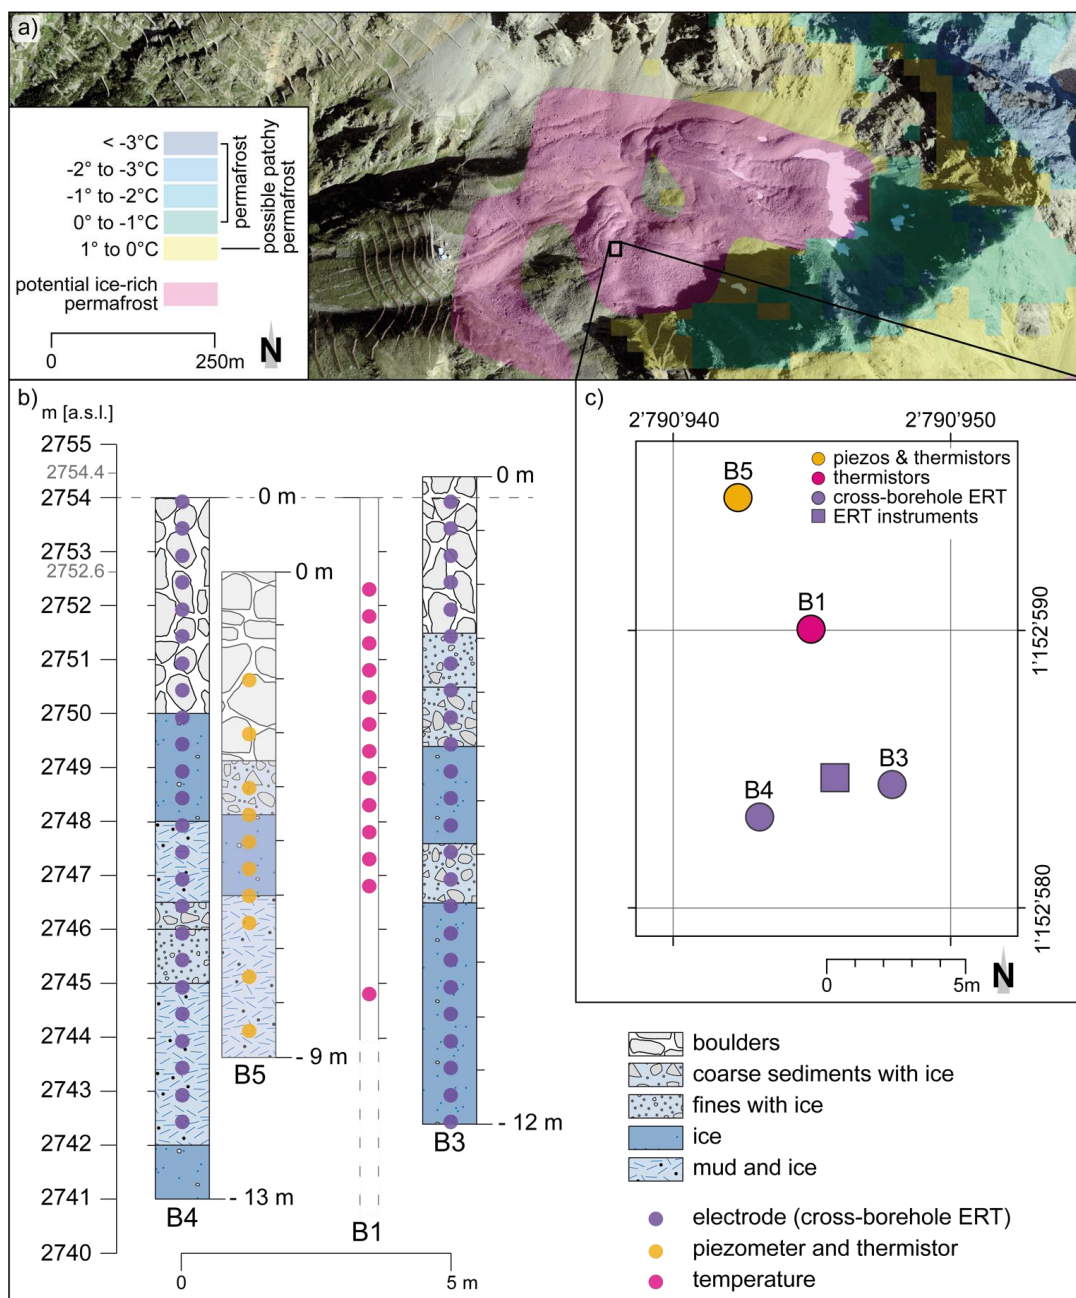 a)
< -3°C
-2° to -3°C
-1° to -2°C
0° to -1°C
1° to 0°C
permafrost
possible patchy
permafrost
potential ice-rich
permafrost
0
250m
N
b)
m [a.s.l.]
2755
2754.4
2754
2753
2752.6
2752
2751
2750
2749
2748
2747
2746
2745
2744
2743
2742
2741
2740
0 m
0 m
0 m
- 9 m
B5
- 12 m
B3
- 13 m
B4
B1
0
5 m
c)
2'790'940
2'790'950
piezos & thermistors
thermistors
cross-borehole ERT
ERT instruments
B5
B1
1'152'590
B3
B4
1'152'580
0
5m
N
boulders
coarse sediments with ice
fines with ice
ice
mud and ice
electrode (cross-borehole ERT)
piezometer and thermistor
temperature